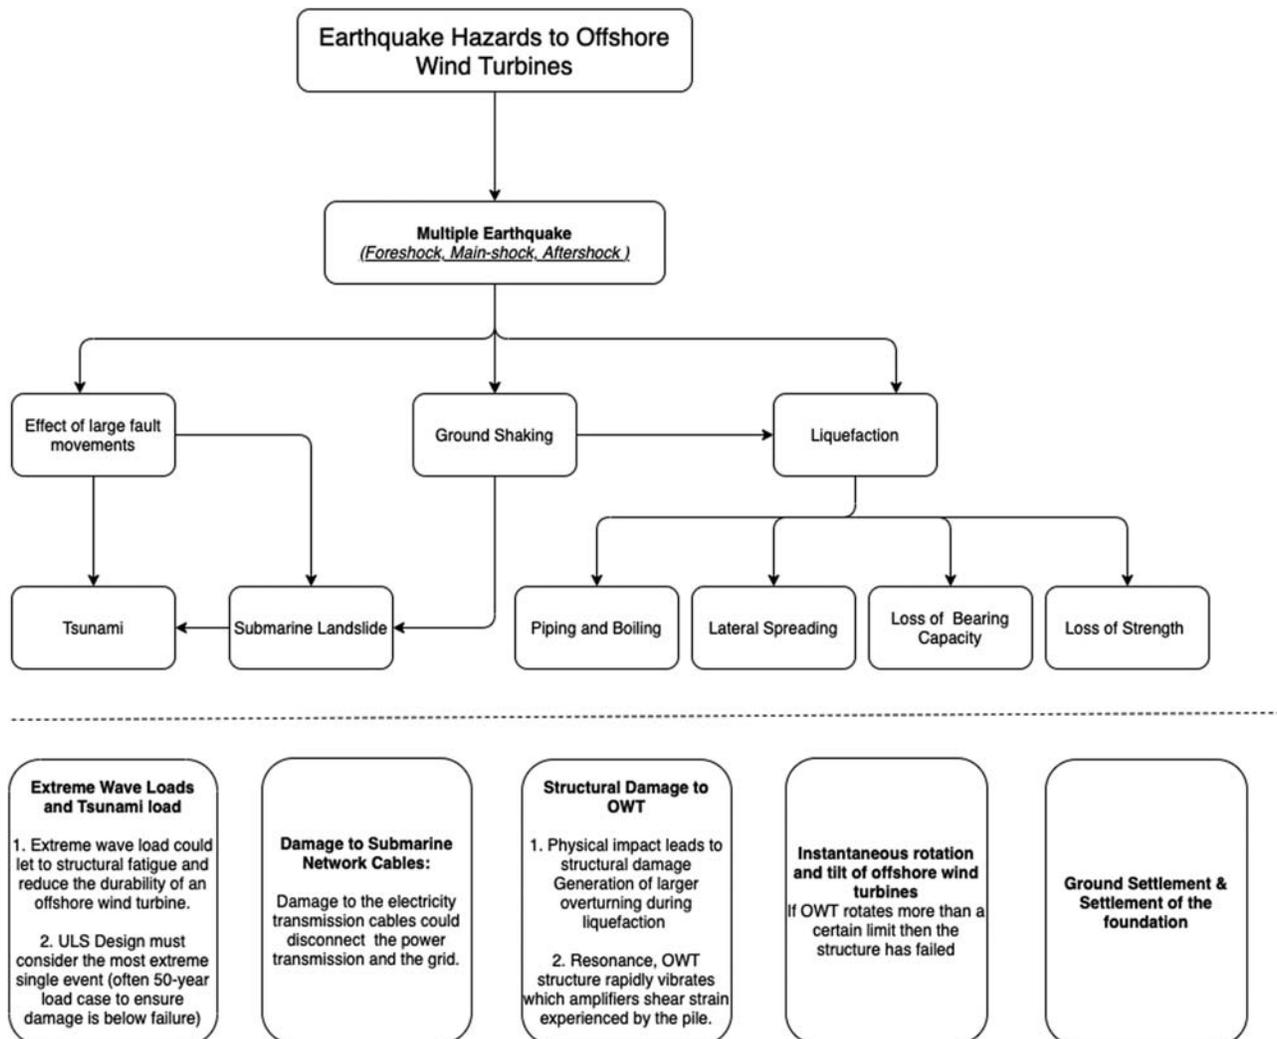 Earthquake Hazards to Offshore
Wind Turbines
Multiple Earthquake
(Foreshock, Main-shock, Aftershock )
Effect of large fault
movements
Ground Shaking
Liquefaction
Tsunami
Submarine Landslide
Piping and Boiling
Lateral Spreading
Loss of Bearing
Capacity
Loss of Strength
Extreme Wave Loads
and Tsunami load
1. Extreme wave load could
let to structural fatigue and
reduce the durability of an
offshore wind turbine.
2. ULS Design must
consider the most extreme
single event (often 50-year
load case to ensure
damage is below failure)
Damage to Submarine
Network Cables:
Damage to the electricity
transmission cables could
disconnect the power
transmission and the grid.
Structural Damage to
OWT
1. Physical impact leads to
structural damage
Generation of larger
overturning during
liquefaction
2. Resonance, OWT
structure rapidly vibrates
which amplifiers shear strain
experienced by the pile.
Instantaneous rotation
and tilt of offshore wind
turbines
If OWT rotates more than a
certain limit then the
structure has failed
Ground Settlement &
Settlement of the
foundation